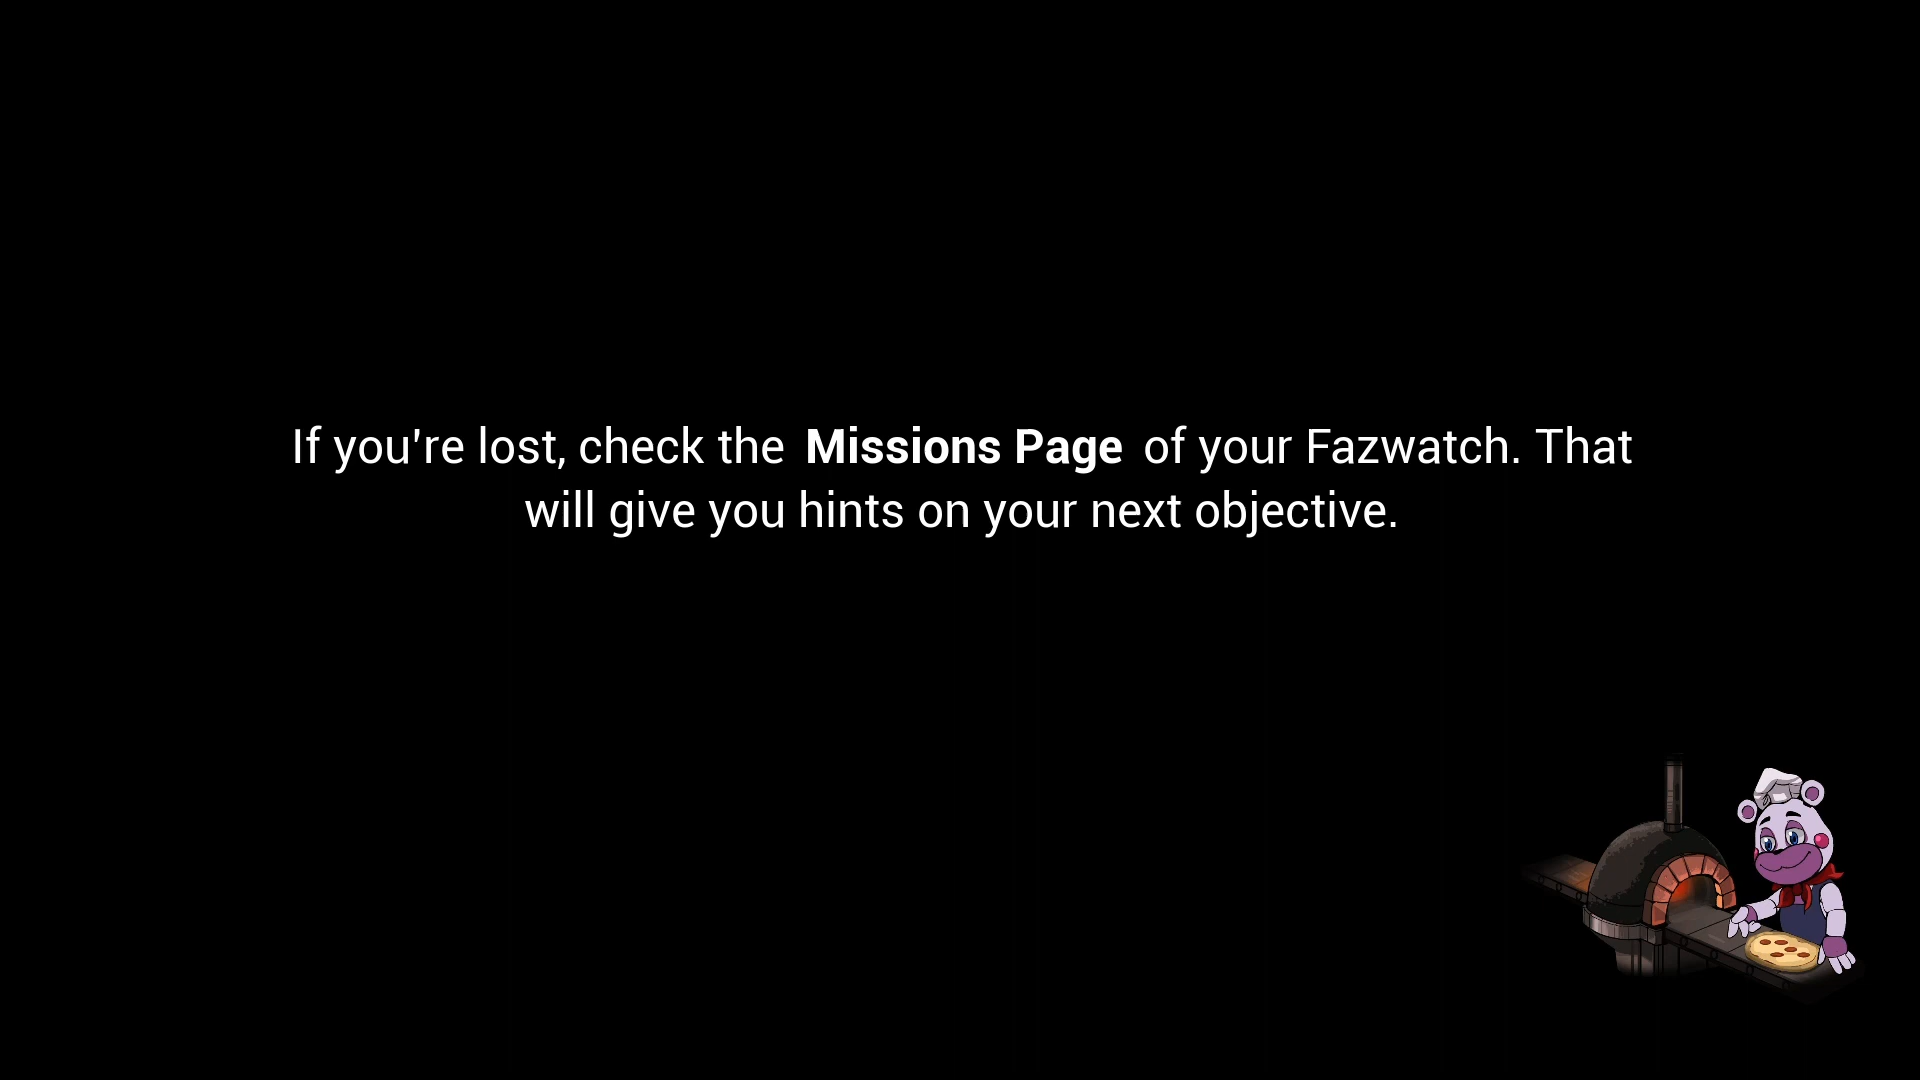 If you're lost, check the Missions Page of your Fazwatch. That
will give you hints on your next objective.